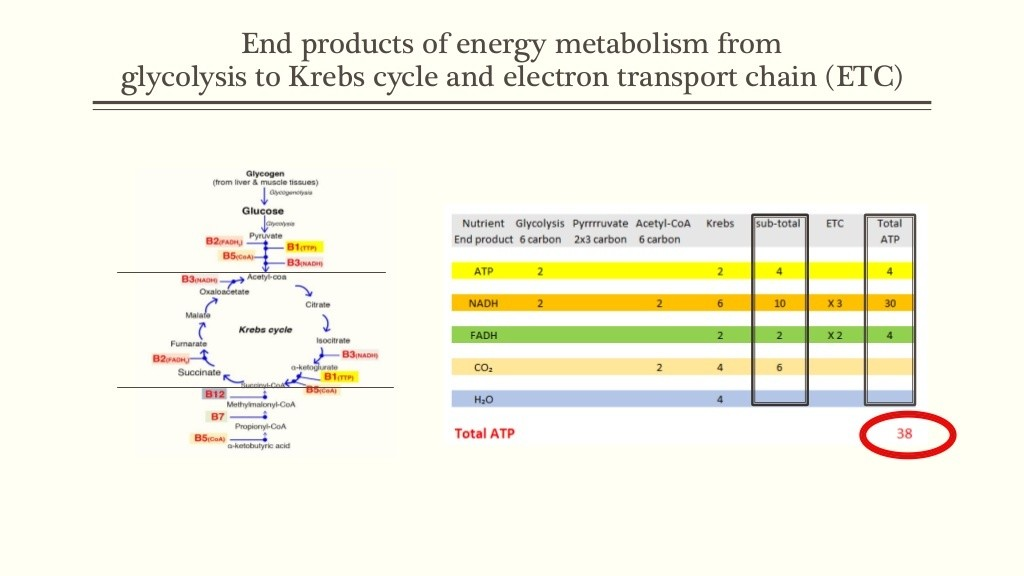 End products of energy metabolism from
glycolysis to Krebs cycle and electron transport chain (ETC)
Glycogen
(from liver & muscle tissues)
Glycogenolysis
Glucose
Glycolysis
Pyruvate
B2(FADH₂)
B1(TTP)
B5(CoA)
B3(NADH)
B3(NADH)
Acetyl-coa
Oxaloacetate
Citrate
Malate
Krebs cycle
Isocitrate
Fumarate
B3(NADH)
B2(FADH₂)
α-ketoglurate
Succinate
B1(TTP)
Succinyl-CoA
B5(CoA)
B12
Methylmalonyl-CoA
B7
Propionyl-CoA
B5(CoA)
α-ketobutyric acid
Nutrient Glycolysis Pyrrrruvate Acetyl-CoA Krebs sub-total ETC Total
End product 6 carbon 2x3 carbon 6 carbon ATP
ATP 2 2 4 4
NADH 2 2 6 10 X 3 30
FADH 2 2 X 2 4
CO₂ 2 4 6
H₂O 4
Total ATP 38